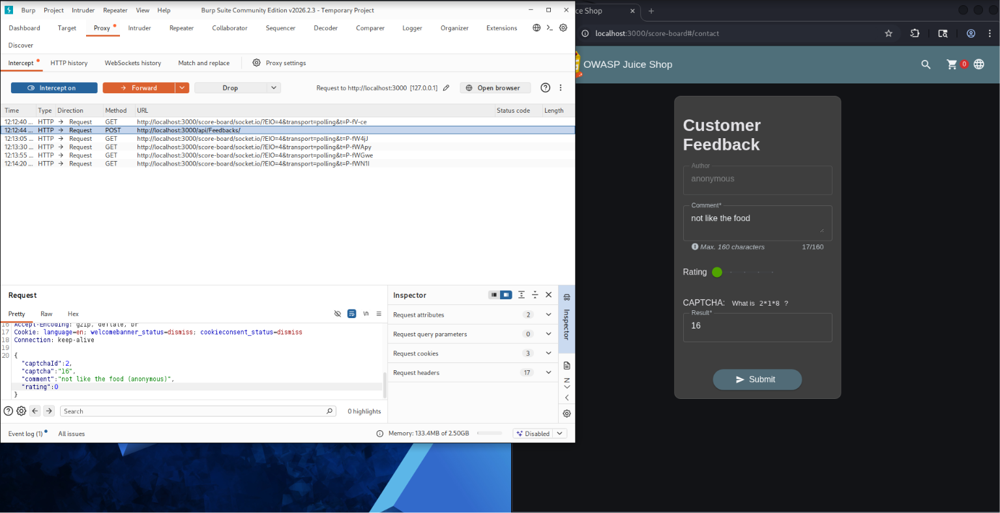 Burp Project Intruder Repeater View Help Burp Suite Community Edition v2026.2.3 - Temporary Project
Dashboard Target Proxy Intruder Repeater Collaborator Sequencer Decoder Comparer Logger Organizer Extensions
Discover
Intercept HTTP history WebSockets history Match and replace Proxy settings
Intercept on Forward Drop Request to http://localhost:3000 [127.0.0.1] Open browser
Time Type Direction Method URL Status code Length
12:12:40 ... HTTP → Request GET http://localhost:3000/score-board/socket.io/?EIO=4&transport=polling&t=P-fV-ce
12:12:44 ... HTTP → Request POST http://localhost:3000/api/Feedbacks/
12:13:05 ... HTTP → Request GET http://localhost:3000/score-board/socket.io/?EIO=4&transport=polling&t=P-fW4jJ
12:13:30 ... HTTP → Request GET http://localhost:3000/score-board/socket.io/?EIO=4&transport=polling&t=P-fWApy
12:13:55 ... HTTP → Request GET http://localhost:3000/score-board/socket.io/?EIO=4&transport=polling&t=P-fWGwe
12:14:20 ... HTTP → Request GET http://localhost:3000/score-board/socket.io/?EIO=4&transport=polling&t=P-fWN1I
Request
Pretty Raw Hex \n
16 Accept-Encoding: gzip, deflate, br
17 Cookie: language=en; welcomebanner_status=dismiss; cookieconsent_status=dismiss
18 Connection: keep-alive
19
20 {
"captchaId":2,
"captcha":"16",
"comment":"not like the food (anonymous)",
"rating":0
}
Search 0 highlights
Inspector
Request attributes 2
Request query parameters 0
Request cookies 3
Request headers 17
Inspector
N
Event log (1) All issues Memory: 133.4MB of 2.50GB Disabled
ce Shop
localhost:3000/score-board#/contact
OWASP Juice Shop 0
Customer
Feedback
Author
anonymous
Comment*
not like the food
Max. 160 characters 17/160
Rating
CAPTCHA: What is 2*1*8 ?
Result*
16
Submit